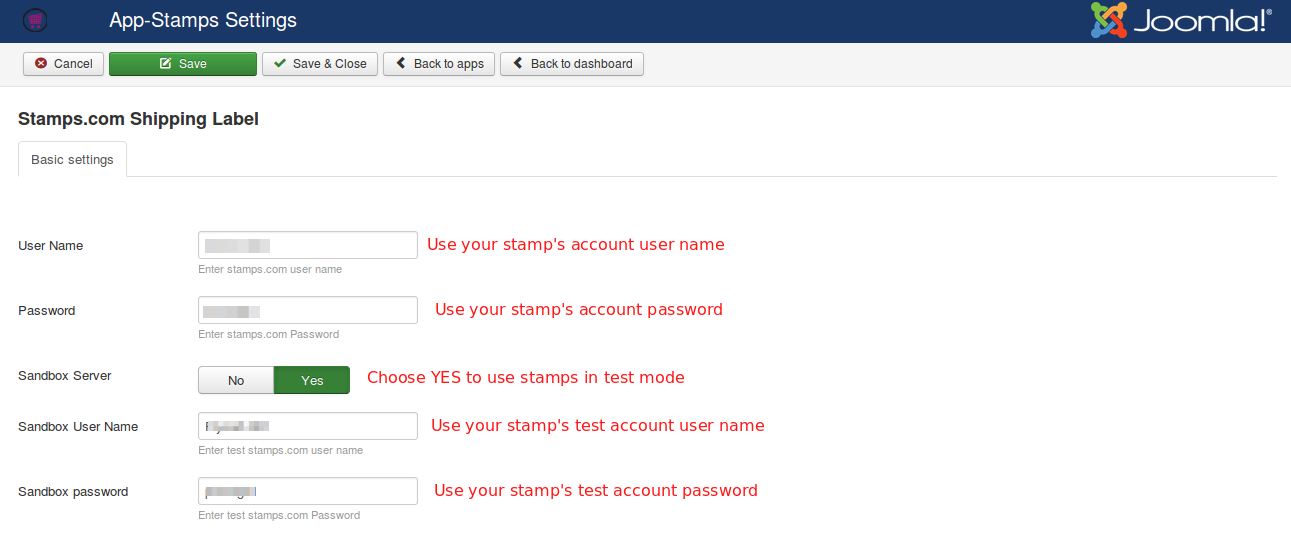 App-Stamps Settings
Joomla!®
Cancel
Save
Save & Close
Back to apps
Back to dashboard
Stamps.com Shipping Label
Basic settings
User Name
Use your stamp's account user name
Enter stamps.com user name
Password
Use your stamp's account password
Enter stamps.com Password
Sandbox Server
No
Yes
Choose YES to use stamps in test mode
Sandbox User Name
Use your stamp's test account user name
Enter test stamps.com user name
Sandbox password
Use your stamp's test account password
Enter test stamps.com Password